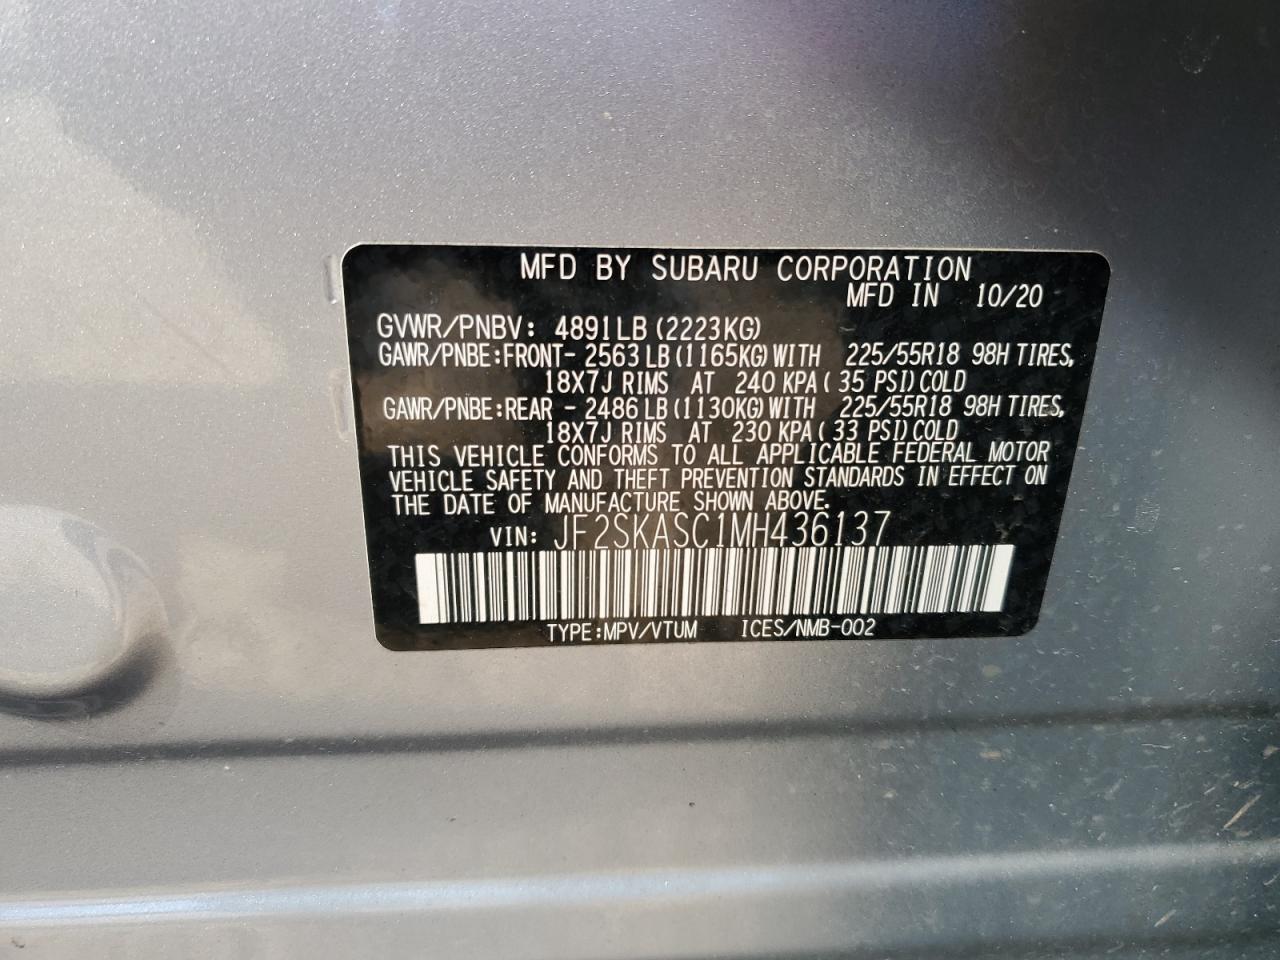 MFD BY SUBARU CORPORATION
MFD IN 10/20
GVWR/PNBV: 4891LB (2223KG)
GAWR/PNBE:FRONT- 2563 LB (1165KG) WITH 225/55R18 98H TIRES,
18X7J RIMS AT 240 KPA ( 35 PSI) COLD
GAWR/PNBE:REAR - 2486 LB (1130KG) WITH 225/55R18 98H TIRES,
18X7J RIMS AT 230 KPA ( 33 PSI) COLD
THIS VEHICLE CONFORMS TO ALL APPLICABLE FEDERAL MOTOR
VEHICLE SAFETY AND THEFT PREVENTION STANDARDS IN EFFECT ON
THE DATE OF MANUFACTURE SHOWN ABOVE.
VIN: JF2SKASC1MH436137
TYPE:MPV/VTUM ICES/NMB-002